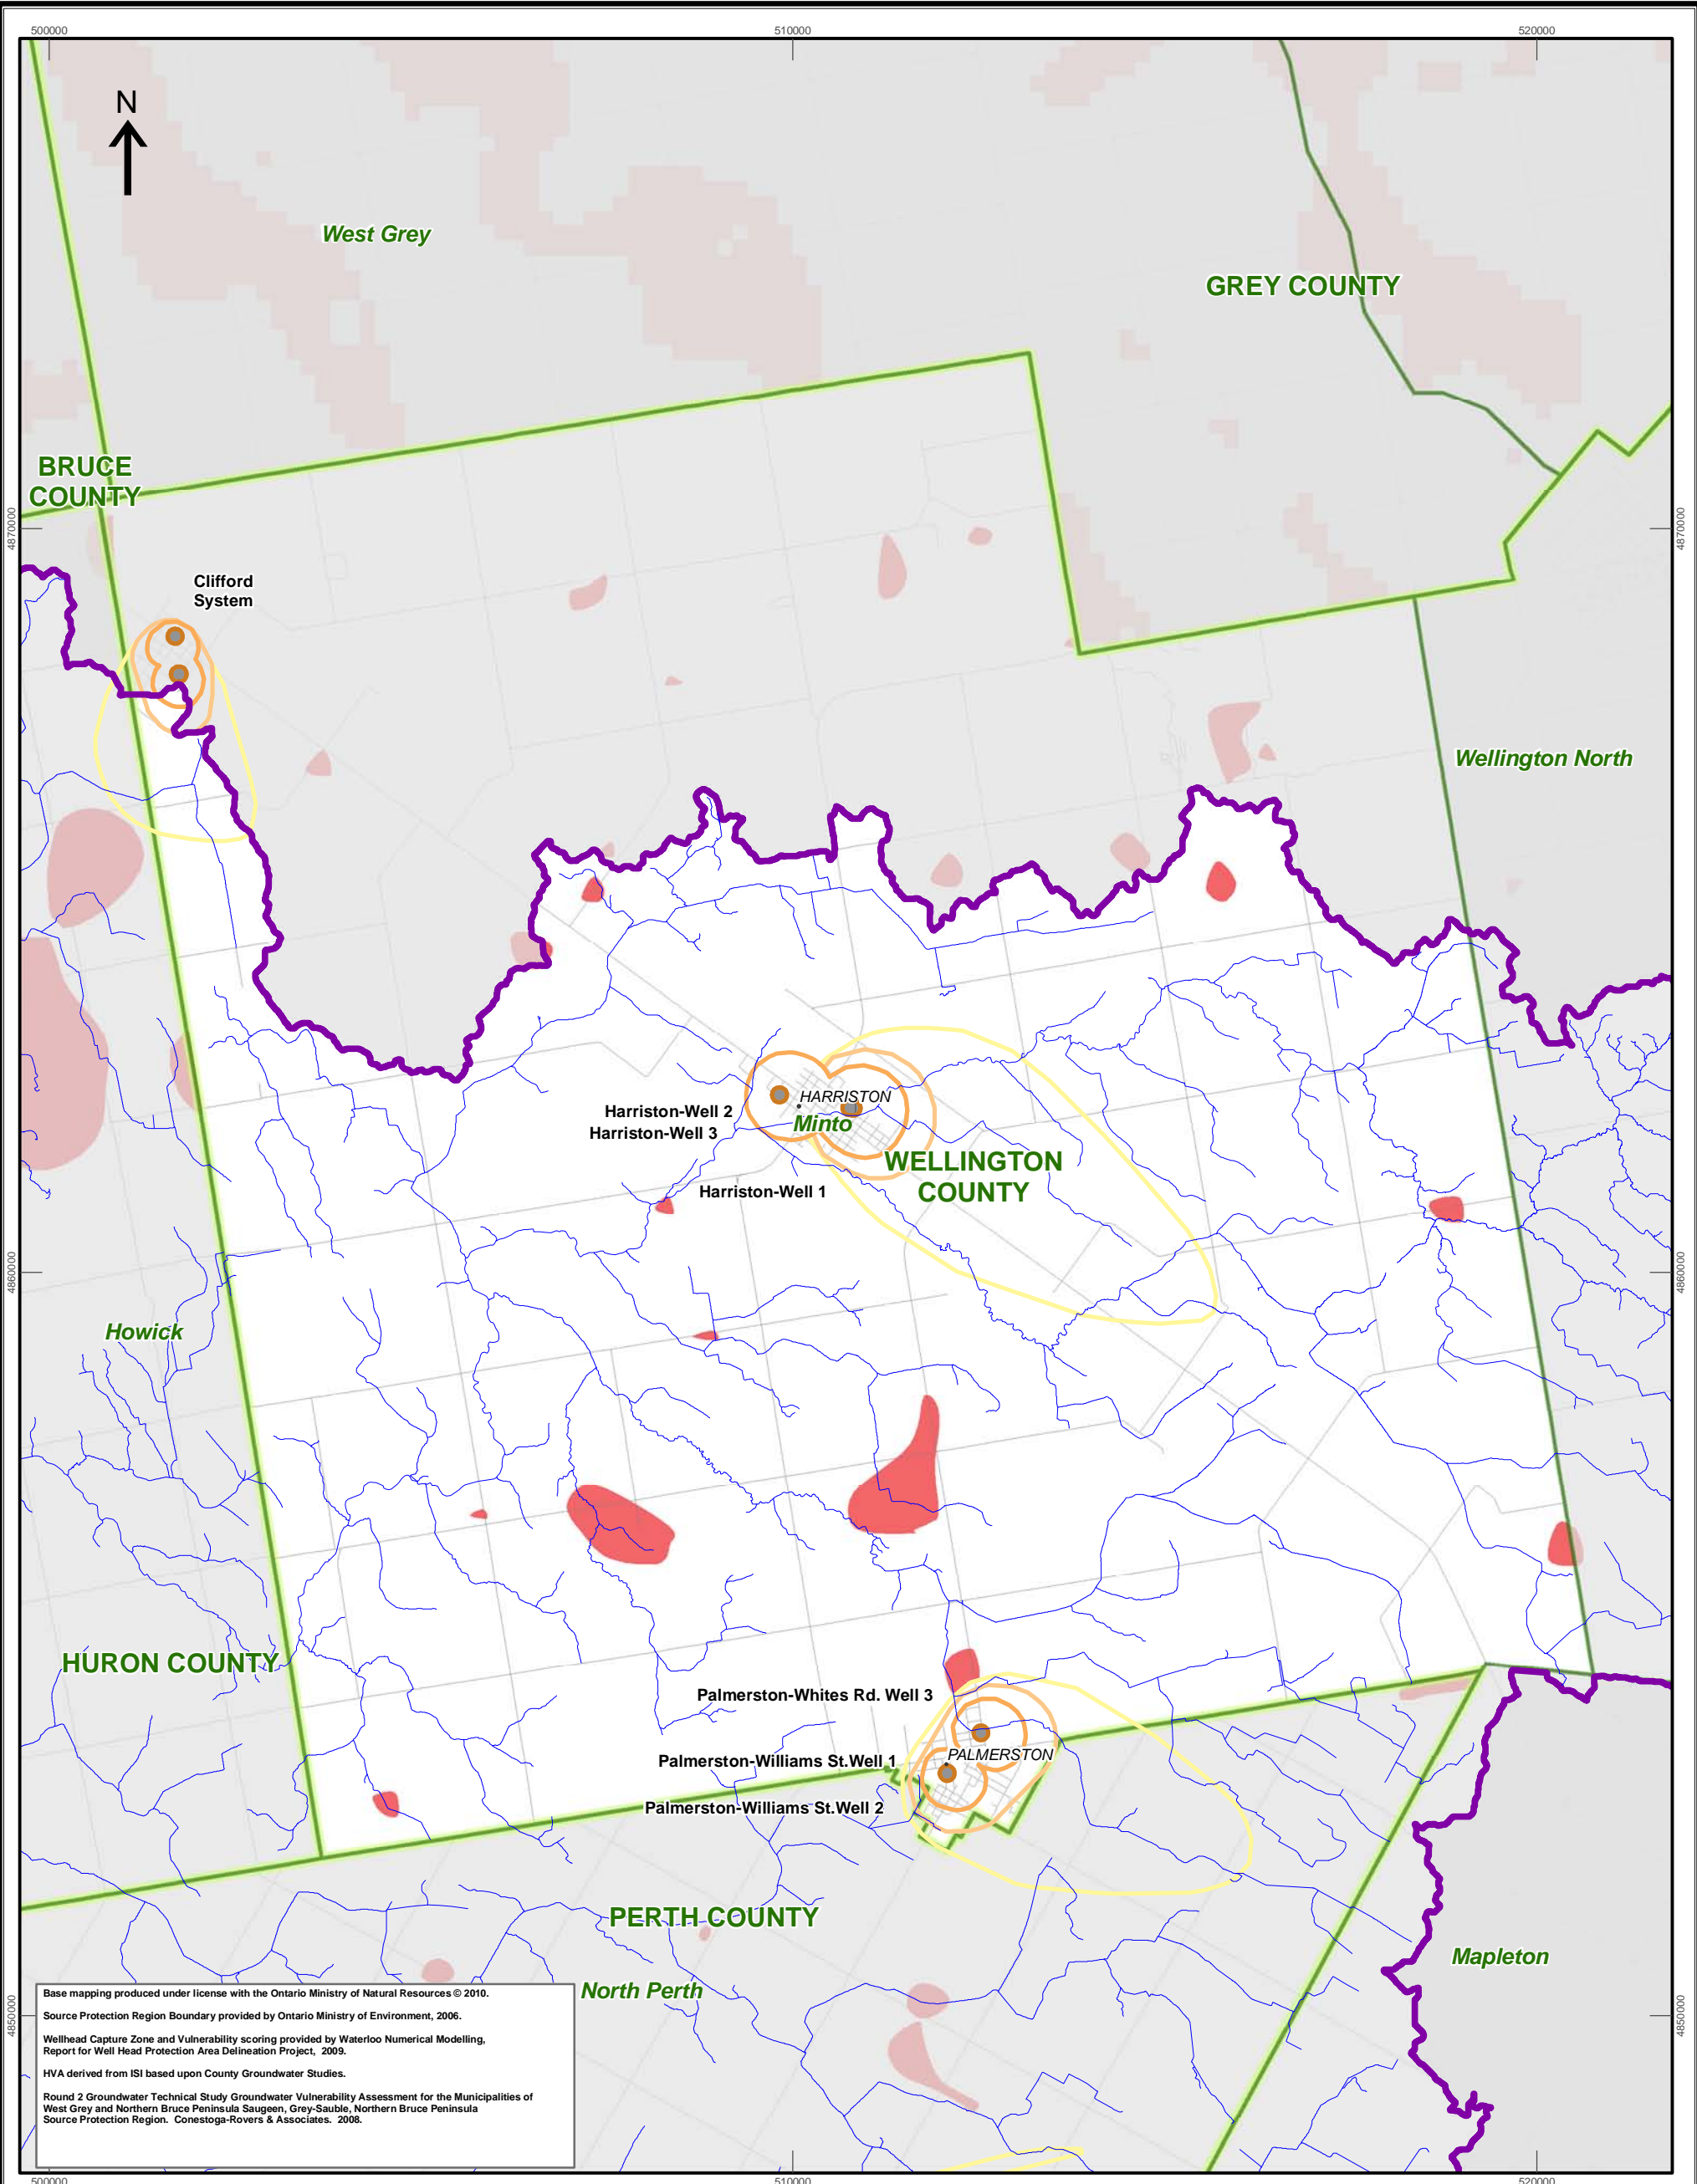 500000
510000
520000
N
West Grey
GREY COUNTY
BRUCE
COUNTY
4870000
4870000
Clifford
System
Wellington North
HARRISTON
Harriston-Well 2
Minto
Harriston-Well 3
WELLINGTON
COUNTY
Harriston-Well 1
4860000
4860000
Howick
HURON COUNTY
Palmerston-Whites Rd. Well 3
PALMERSTON
Palmerston-Williams St.Well 1
Palmerston-Williams St.Well 2
PERTH COUNTY
Mapleton
North Perth
4850000
4850000
Base mapping produced under license with the Ontario Ministry of Natural Resources © 2010.
Source Protection Region Boundary provided by Ontario Ministry of Environment, 2006.
Wellhead Capture Zone and Vulnerability scoring provided by Waterloo Numerical Modelling,
Report for Well Head Protection Area Delineation Project, 2009.
HVA derived from ISI based upon County Groundwater Studies.
Round 2 Groundwater Technical Study Groundwater Vulnerability Assessment for the Municipalities of
West Grey and Northern Bruce Peninsula Saugeen, Grey-Sauble, Northern Bruce Peninsula
Source Protection Region. Conestoga-Rovers & Associates. 2008.
500000
510000
520000